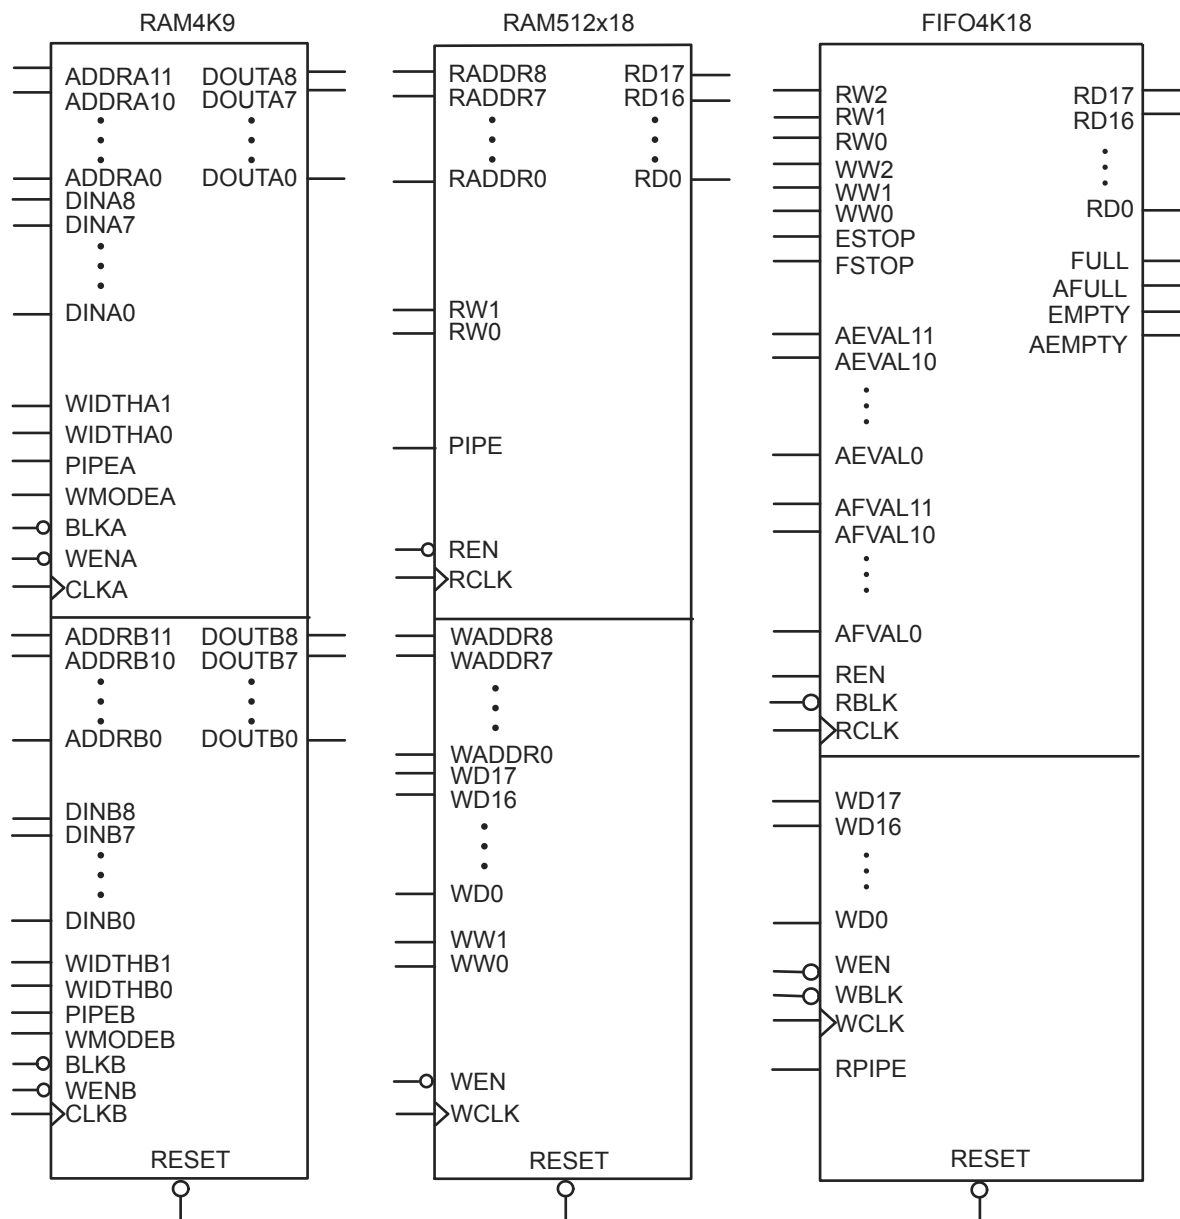 RAM4K9
ADDRA11 DOUTA8
ADDRA10 DOUTA7
ADDRA0 DOUTA0
DINA8
DINA7
DINA0
WIDTHA1
WIDTHA0
PIPEA
WMODEA
BLKA
WENA
CLKA
ADDRB11 DOUTB8
ADDRB10 DOUTB7
ADDRB0 DOUTB0
DINB8
DINB7
DINB0
WIDTHB1
WIDTHB0
PIPEB
WMODEB
BLKB
WENB
CLKB
RESET
RAM512x18
RADDR8 RD17
RADDR7 RD16
RADDR0 RD0
RW1
RW0
PIPE
REN
RCLK
WADDR8
WADDR7
WADDR0
WD17
WD16
WD0
WW1
WW0
WEN
WCLK
RESET
FIFO4K18
RW2 RD17
RW1 RD16
RW0
WW2
WW1
WW0 RD0
ESTOP
FSTOP FULL
AFULL
EMPTY
AEVAL11 AEMPTY
AEVAL10
AEVAL0
AFVAL11
AFVAL10
AFVAL0
REN
RBLK
RCLK
WD17
WD16
WD0
WEN
WBLK
WCLK
RPIPE
RESET